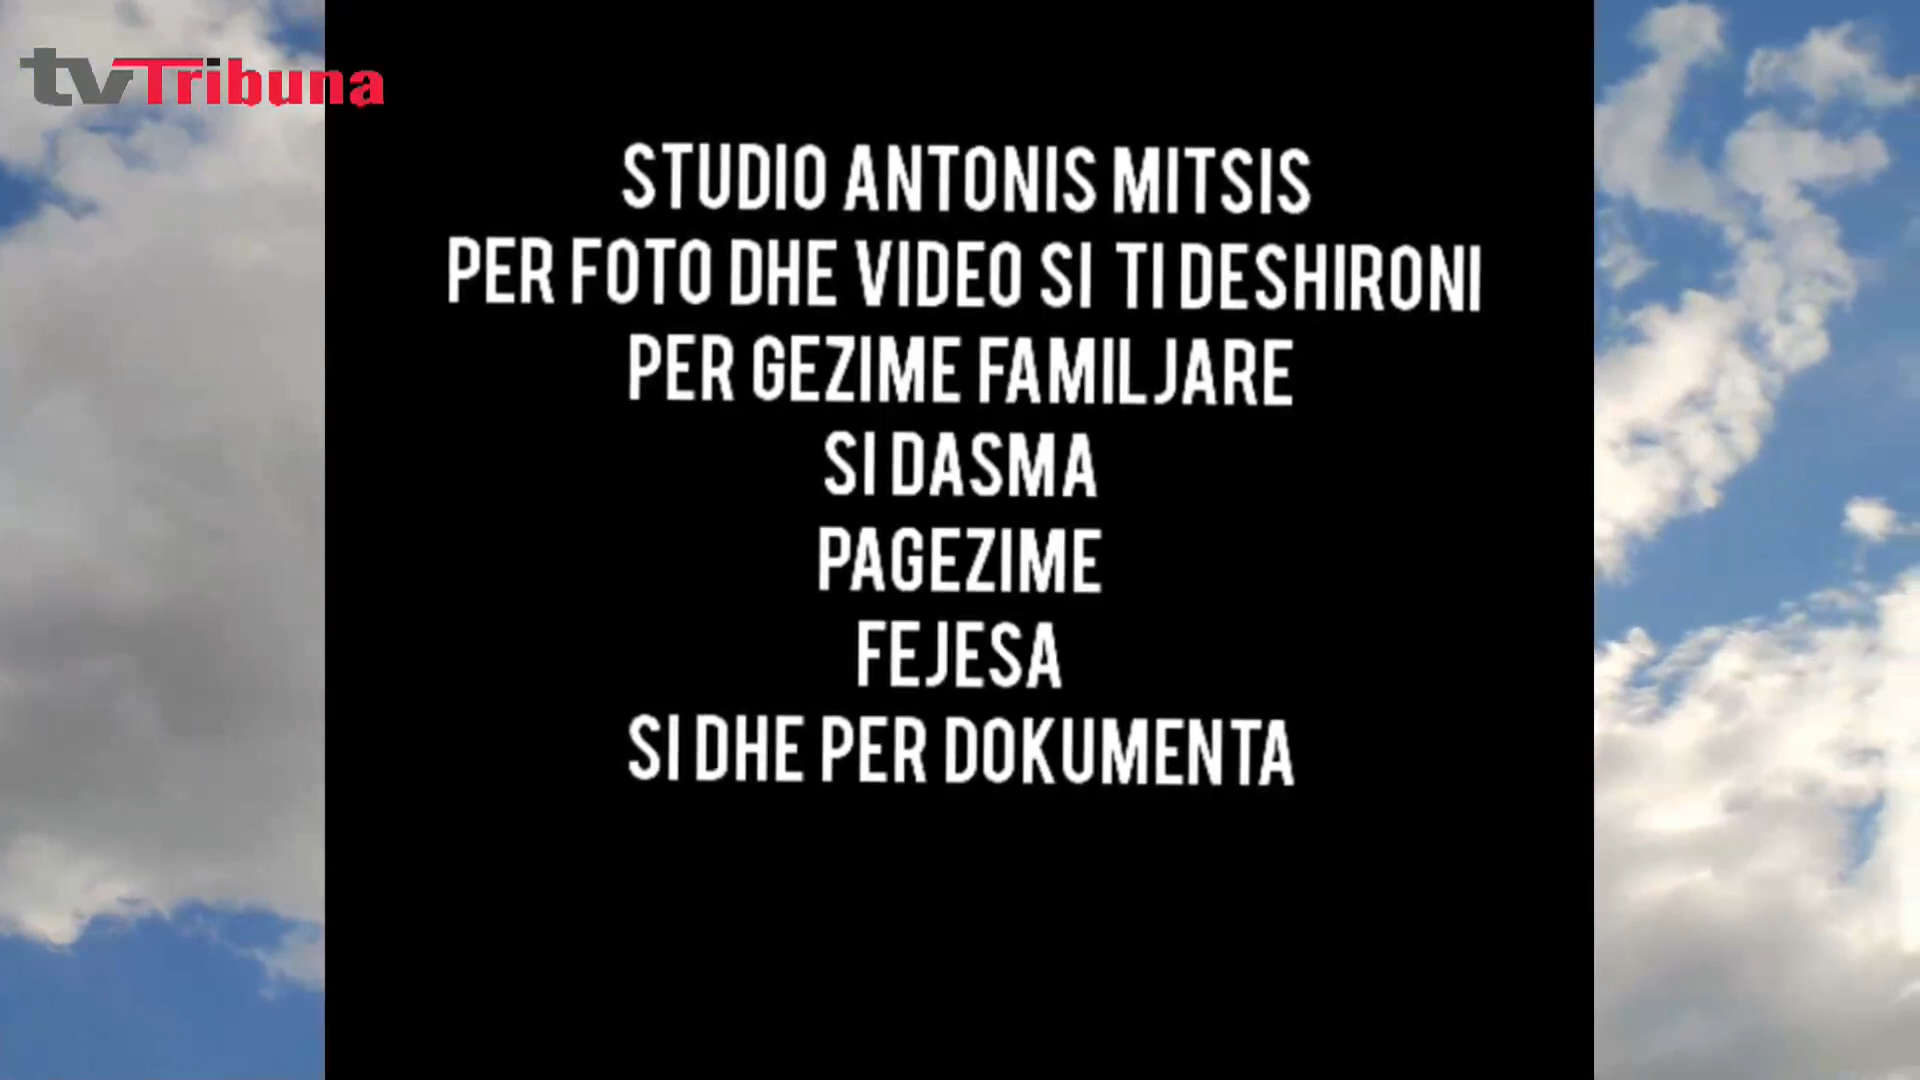 tvTribuna
STUDIO ANTONIS MITSIS
PER FOTO DHE VIDEO SI TI DESHIRONI
PER GEZIME FAMILJARE
SI DASMA
PAGEZIME
FEJESA
SI DHE PER DOKUMENTA